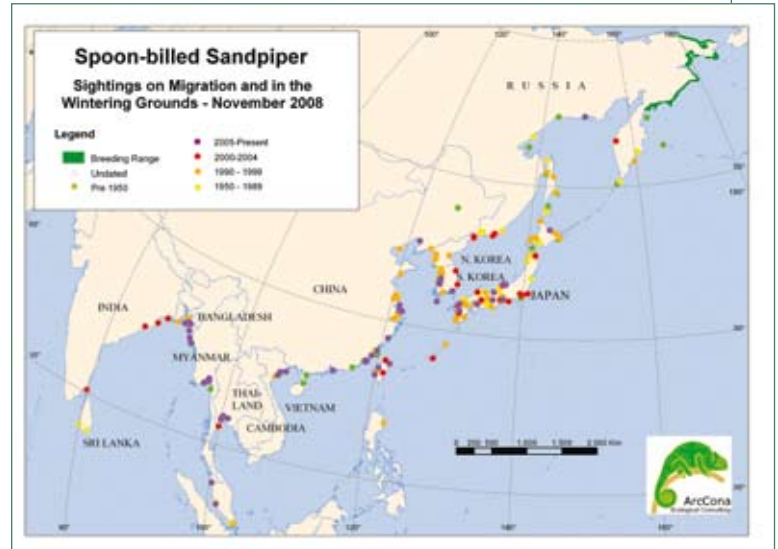 Spoon-billed Sandpiper
Sightings on Migration and in the
Wintering Grounds - November 2008
Legend
Breeding Range
Undated
Pre 1950
2005-Present
2000-2004
1990 - 1999
1950 - 1989
RUSSIA
N. KOREA
S. KOREA
JAPAN
CHINA
INDIA
BANGLADESH
MYANMAR
THAI-
LAND
VIETNAM
CAMBODIA
SRI LANKA
ArcCona
Ecological Consulting